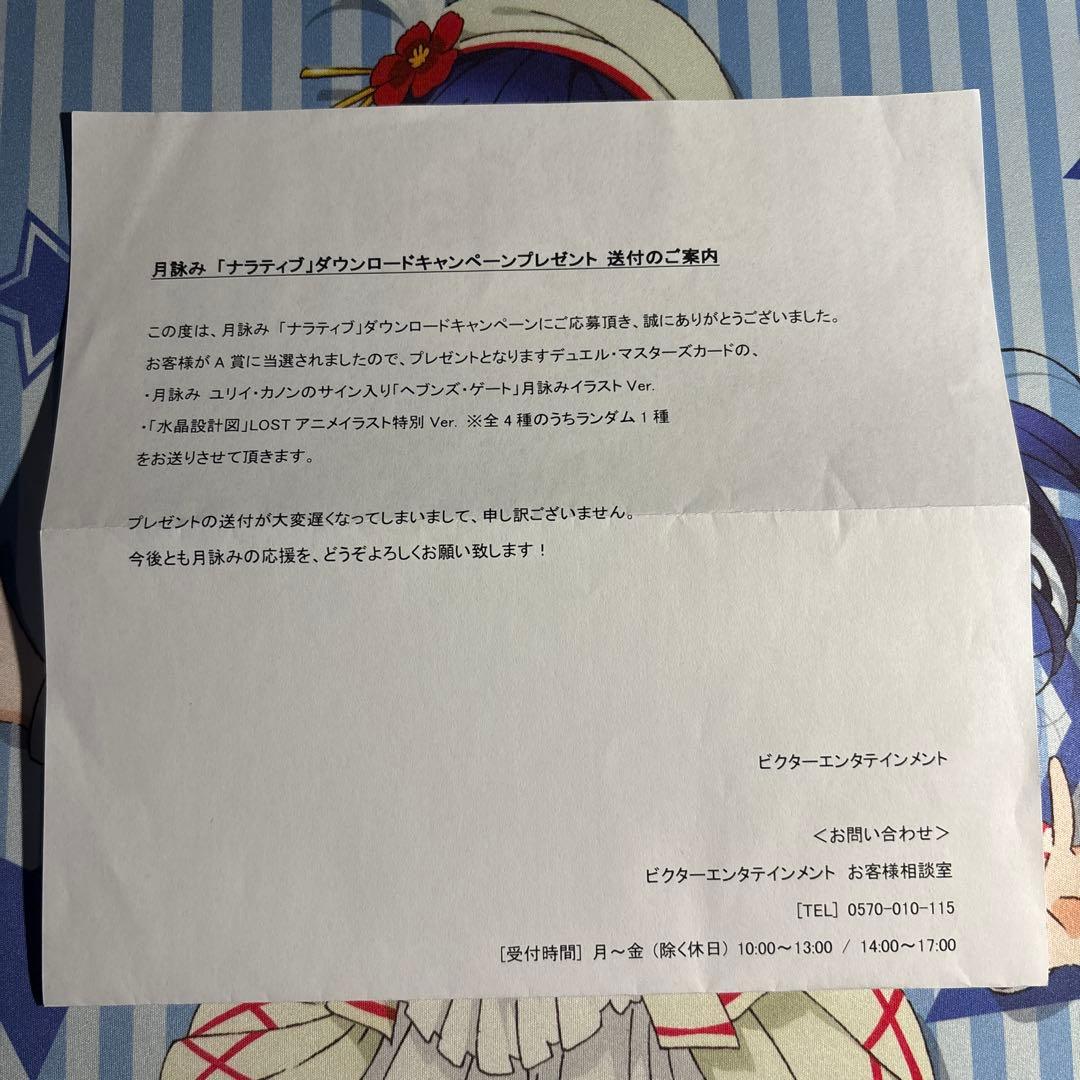 月詠み 「ナラティブ」ダウンロードキャンペーンプレゼント 送付のご案内
この度は、月詠み 「ナラティブ」ダウンロードキャンペーンにご応募頂き、誠にありがとうございました。
お客様が A 賞に当選されましたので、プレゼントとなりますデュエル・マスターズカードの、
・月詠み ユリイ・カノンのサイン入り「ヘブンズ・ゲート」月詠みイラスト Ver.
・「水晶設計図」LOST アニメイラスト特別 Ver. ※全 4 種のうちランダム 1 種
をお送りさせて頂きます。
プレゼントの送付が大変遅くなってしまいまして、申し訳ございません。
今後とも月詠みの応援を、どうぞよろしくお願い致します！
ビクターエンタテインメント
＜お問い合わせ＞
ビクターエンタテインメント お客様相談室
[TEL] 0570-010-115
[受付時間] 月～金 (除く休日) 10:00～13:00 / 14:00～17:00